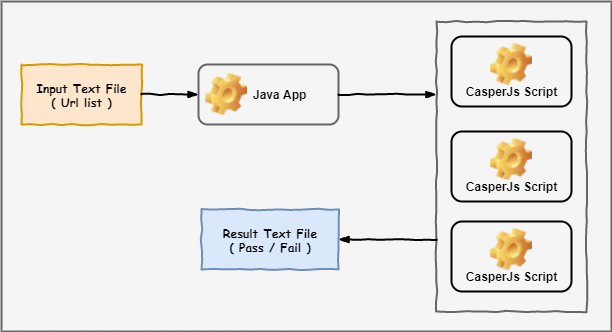 Input Text File
( Url list )
Java App
CasperJs Script
CasperJs Script
CasperJs Script
Result Text File
( Pass / Fail )